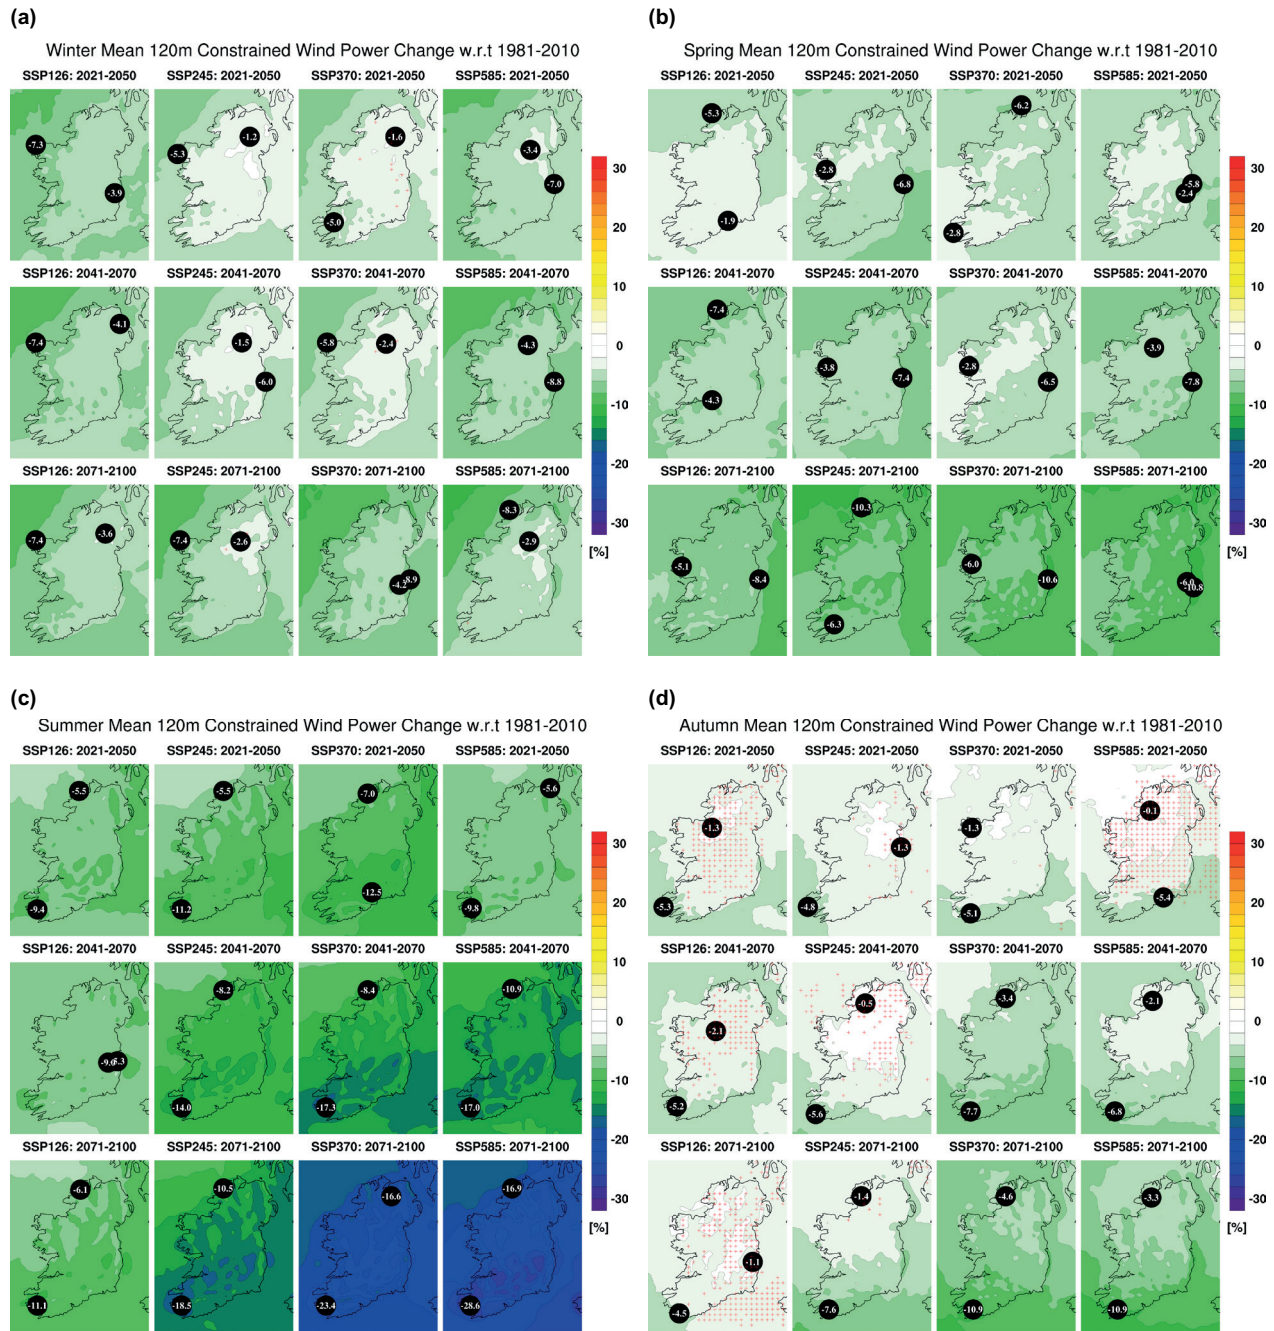 (a)
Winter Mean 120m Constrained Wind Power Change w.r.t 1981-2010
SSP126: 2021-2050 SSP245: 2021-2050 SSP370: 2021-2050 SSP585: 2021-2050
-7.3 -3.9 -5.3 -1.2 -1.6 -5.0 -3.4 -7.0
SSP126: 2041-2070 SSP245: 2041-2070 SSP370: 2041-2070 SSP585: 2041-2070
-7.4 -4.1 -1.5 -6.0 -5.8 -2.4 -4.3 -8.8
SSP126: 2071-2100 SSP245: 2071-2100 SSP370: 2071-2100 SSP585: 2071-2100
-7.4 -3.6 -7.4 -2.6 -4.2 -8.9 -8.3 -2.9
30
20
10
0
-10
-20
-30
[%]
(b)
Spring Mean 120m Constrained Wind Power Change w.r.t 1981-2010
SSP126: 2021-2050 SSP245: 2021-2050 SSP370: 2021-2050 SSP585: 2021-2050
-5.3 -1.9 -2.8 -6.8 -6.2 -2.8 -5.8 -2.4
SSP126: 2041-2070 SSP245: 2041-2070 SSP370: 2041-2070 SSP585: 2041-2070
-7.4 -4.3 -3.8 -7.4 -2.8 -6.5 -3.9 -7.8
SSP126: 2071-2100 SSP245: 2071-2100 SSP370: 2071-2100 SSP585: 2071-2100
-5.1 -8.4 -10.3 -6.3 -6.0 -10.6 -6.0 -10.8
30
20
10
0
-10
-20
-30
[%]
(c)
Summer Mean 120m Constrained Wind Power Change w.r.t 1981-2010
SSP126: 2021-2050 SSP245: 2021-2050 SSP370: 2021-2050 SSP585: 2021-2050
-5.5 -9.4 -5.5 -11.2 -7.0 -12.5 -5.6 -9.8
SSP126: 2041-2070 SSP245: 2041-2070 SSP370: 2041-2070 SSP585: 2041-2070
-8.2 -14.0 -8.4 -17.3 -10.9 -17.0
SSP126: 2071-2100 SSP245: 2071-2100 SSP370: 2071-2100 SSP585: 2071-2100
-6.1 -11.1 -10.5 -18.5 -16.6 -23.4 -16.9 -28.6
30
20
10
0
-10
-20
-30
[%]
(d)
Autumn Mean 120m Constrained Wind Power Change w.r.t 1981-2010
SSP126: 2021-2050 SSP245: 2021-2050 SSP370: 2021-2050 SSP585: 2021-2050
-1.3 -5.3 -1.3 -4.8 -1.3 -5.1 -0.1 -5.4
SSP126: 2041-2070 SSP245: 2041-2070 SSP370: 2041-2070 SSP585: 2041-2070
-2.1 -5.2 -0.5 -5.6 -3.4 -7.7 -2.1 -6.8
SSP126: 2071-2100 SSP245: 2071-2100 SSP370: 2071-2100 SSP585: 2071-2100
-1.1 -4.5 -1.4 -7.6 -4.6 -10.9 -3.3 -10.9
30
20
10
0
-10
-20
-30
[%]